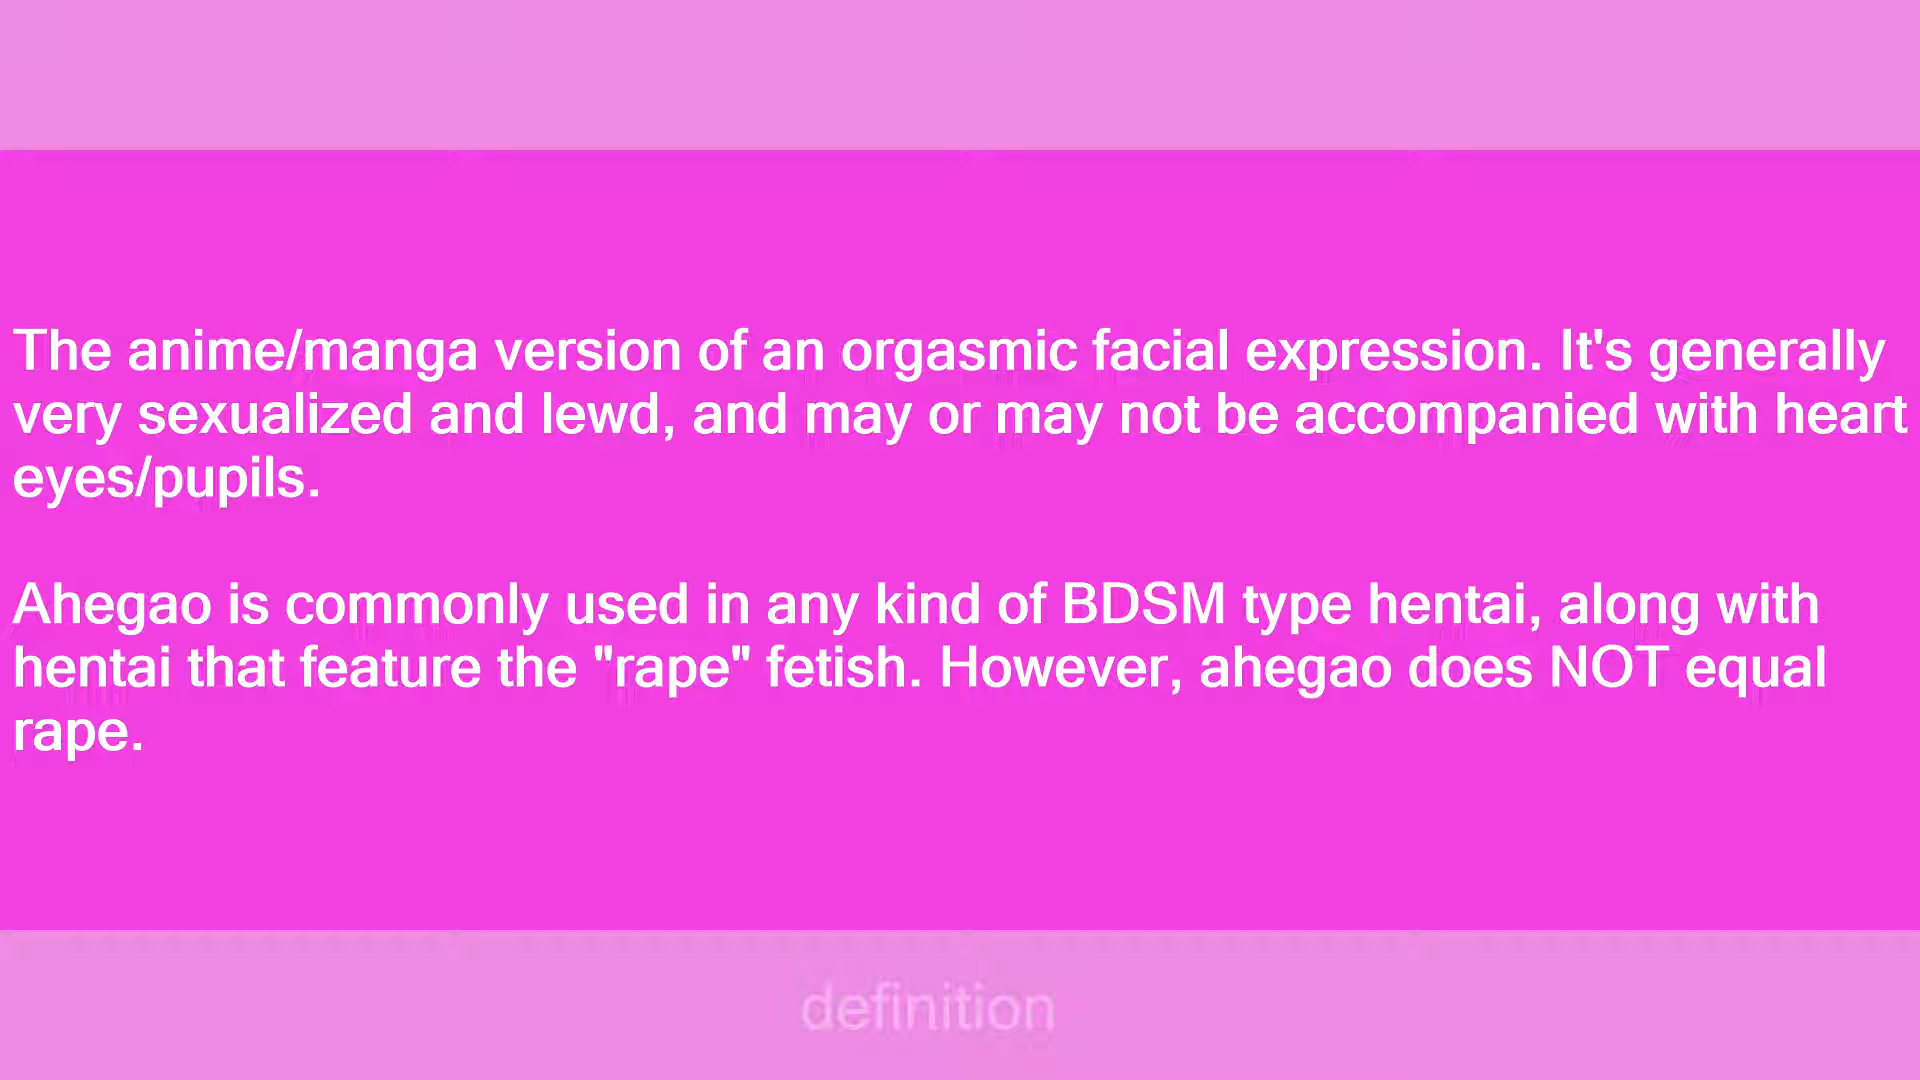 The anime/manga version of an orgasmic facial expression. It's generally
very sexualized and lewd, and may or may not be accompanied with heart
eyes/pupils.
Ahegao is commonly used in any kind of BDSM type hentai, along with
hentai that feature the "rape" fetish. However, ahegao does NOT equal
rape.
definition